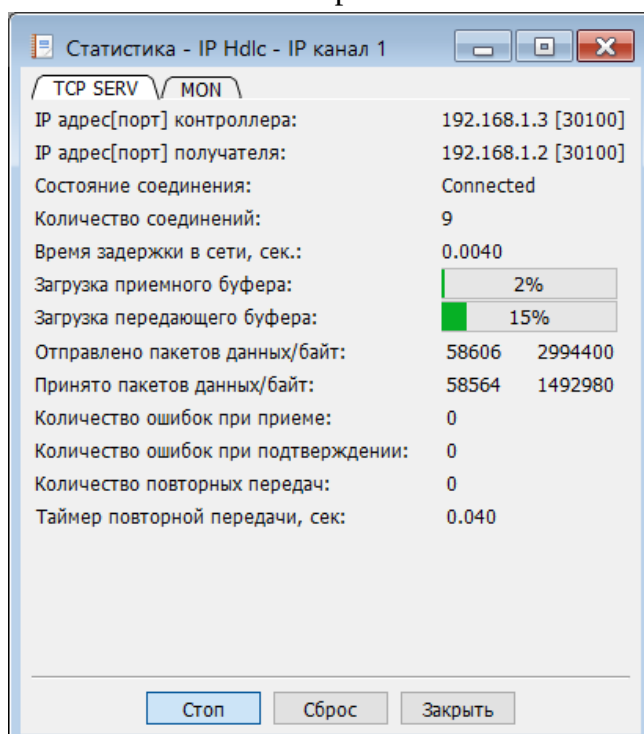 Статистика - IP Hdlc - IP канал 1
TCP SERV MON
IP адрес[порт] контроллера: 192.168.1.3 [30100]
IP адрес[порт] получателя: 192.168.1.2 [30100]
Состояние соединения: Connected
Количество соединений: 9
Время задержки в сети, сек.: 0.0040
Загрузка приемного буфера: 2%
Загрузка передающего буфера: 15%
Отправлено пакетов данных/байт: 58606 2994400
Принято пакетов данных/байт: 58564 1492980
Количество ошибок при приеме: 0
Количество ошибок при подтверждении: 0
Количество повторных передач: 0
Таймер повторной передачи, сек: 0.040
Стоп Сброс Закрыть